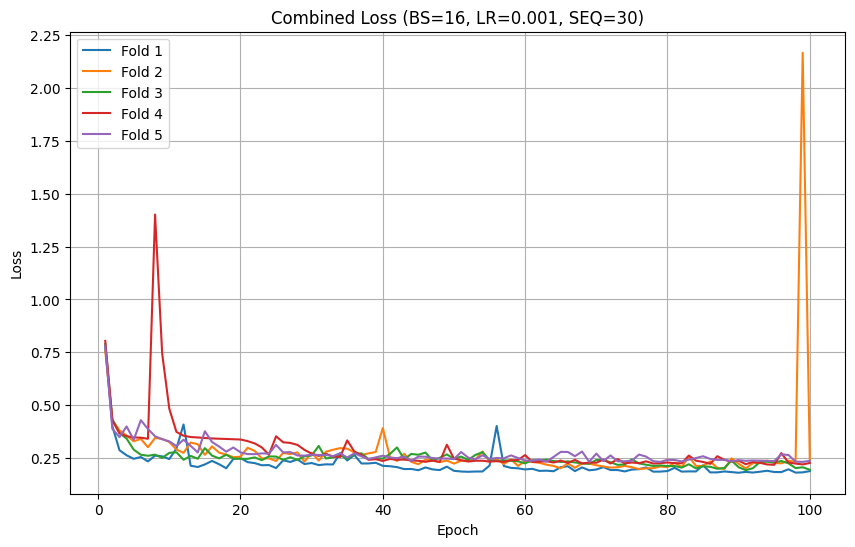 Combined Loss (BS=16, LR=0.001, SEQ=30)
Fold 1
Fold 2
Fold 3
Fold 4
Fold 5
Loss
2.25
2.00
1.75
1.50
1.25
1.00
0.75
0.50
0.25
0
20
40
60
80
100
Epoch